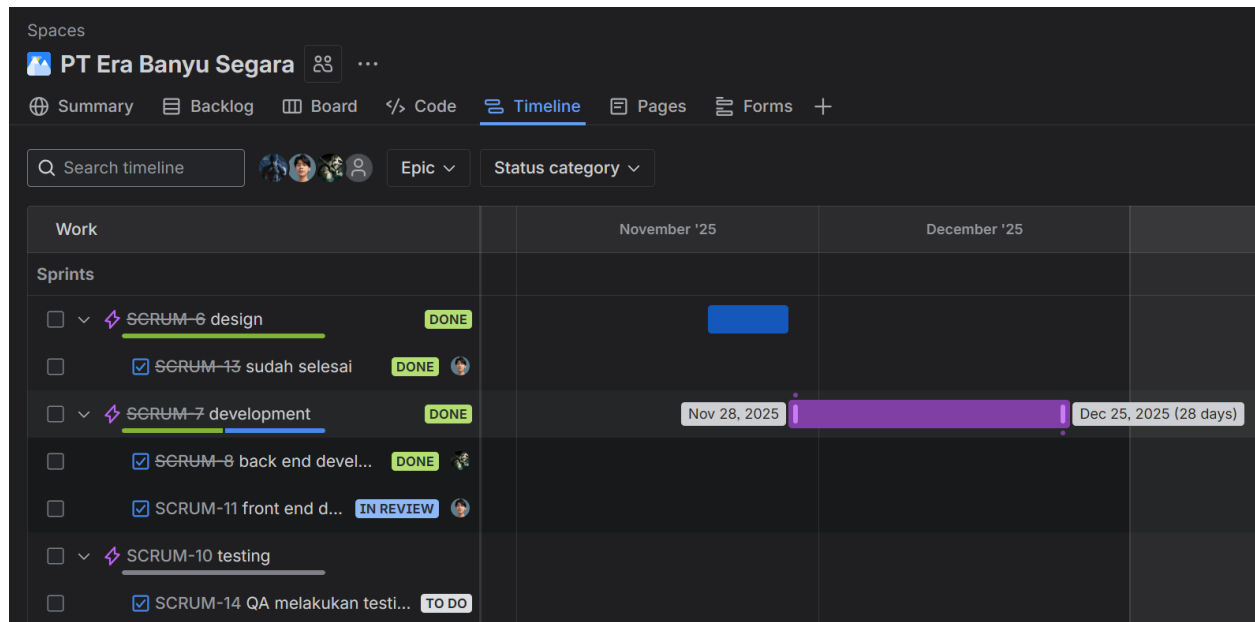 Spaces
PT Era Banyu Segara
Summary Backlog Board Code Timeline Pages Forms
Search timeline Epic Status category
Work November '25 December '25
Sprints
SCRUM-6 design DONE
SCRUM-13 sudah selesai DONE
SCRUM-7 development DONE Nov 28, 2025 Dec 25, 2025 (28 days)
SCRUM-8 back end devel... DONE
SCRUM-11 front end d... IN REVIEW
SCRUM-10 testing
SCRUM-14 QA melakukan testi... TO DO